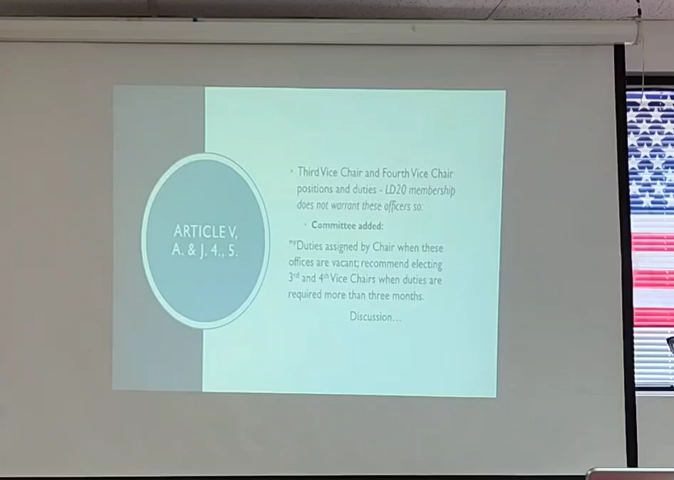 ARTICLE V,
A. & J. 4., 5.
• Third Vice Chair and Fourth Vice Chair
positions and duties - LD20 membership
does not warrant these officers so:
• Committee added:
"*Duties assigned by Chair when these
offices are vacant; recommend electing
3rd and 4th Vice Chairs when duties are
required more than three months.
Discussion…